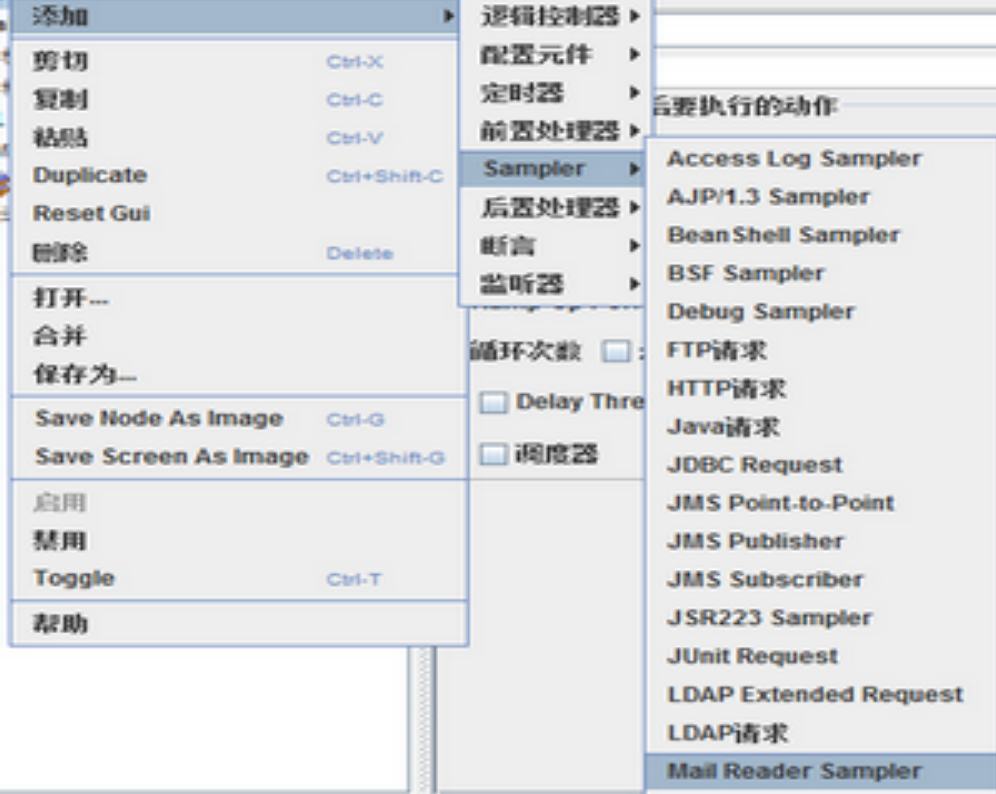 添加
剪切 Ctrl-X
复制 Ctrl-C
粘贴 Ctrl-V
Duplicate Ctrl+Shift-C
Reset Gui
删除 Delete
打开...
合并
保存为...
Save Node As Image Ctrl-G
Save Screen As Image Ctrl+Shift-G
启用
禁用
Toggle Ctrl-T
帮助
逻辑控制器
配置元件
定时器
前置处理器
Sampler
后置处理器
断言
监听器
后要执行的动作
循环次数
Delay Thre
调度器
Access Log Sampler
AJP/1.3 Sampler
BeanShell Sampler
BSF Sampler
Debug Sampler
FTP请求
HTTP请求
Java请求
JDBC Request
JMS Point-to-Point
JMS Publisher
JMS Subscriber
JSR223 Sampler
JUnit Request
LDAP Extended Request
LDAP请求
Mail Reader Sampler